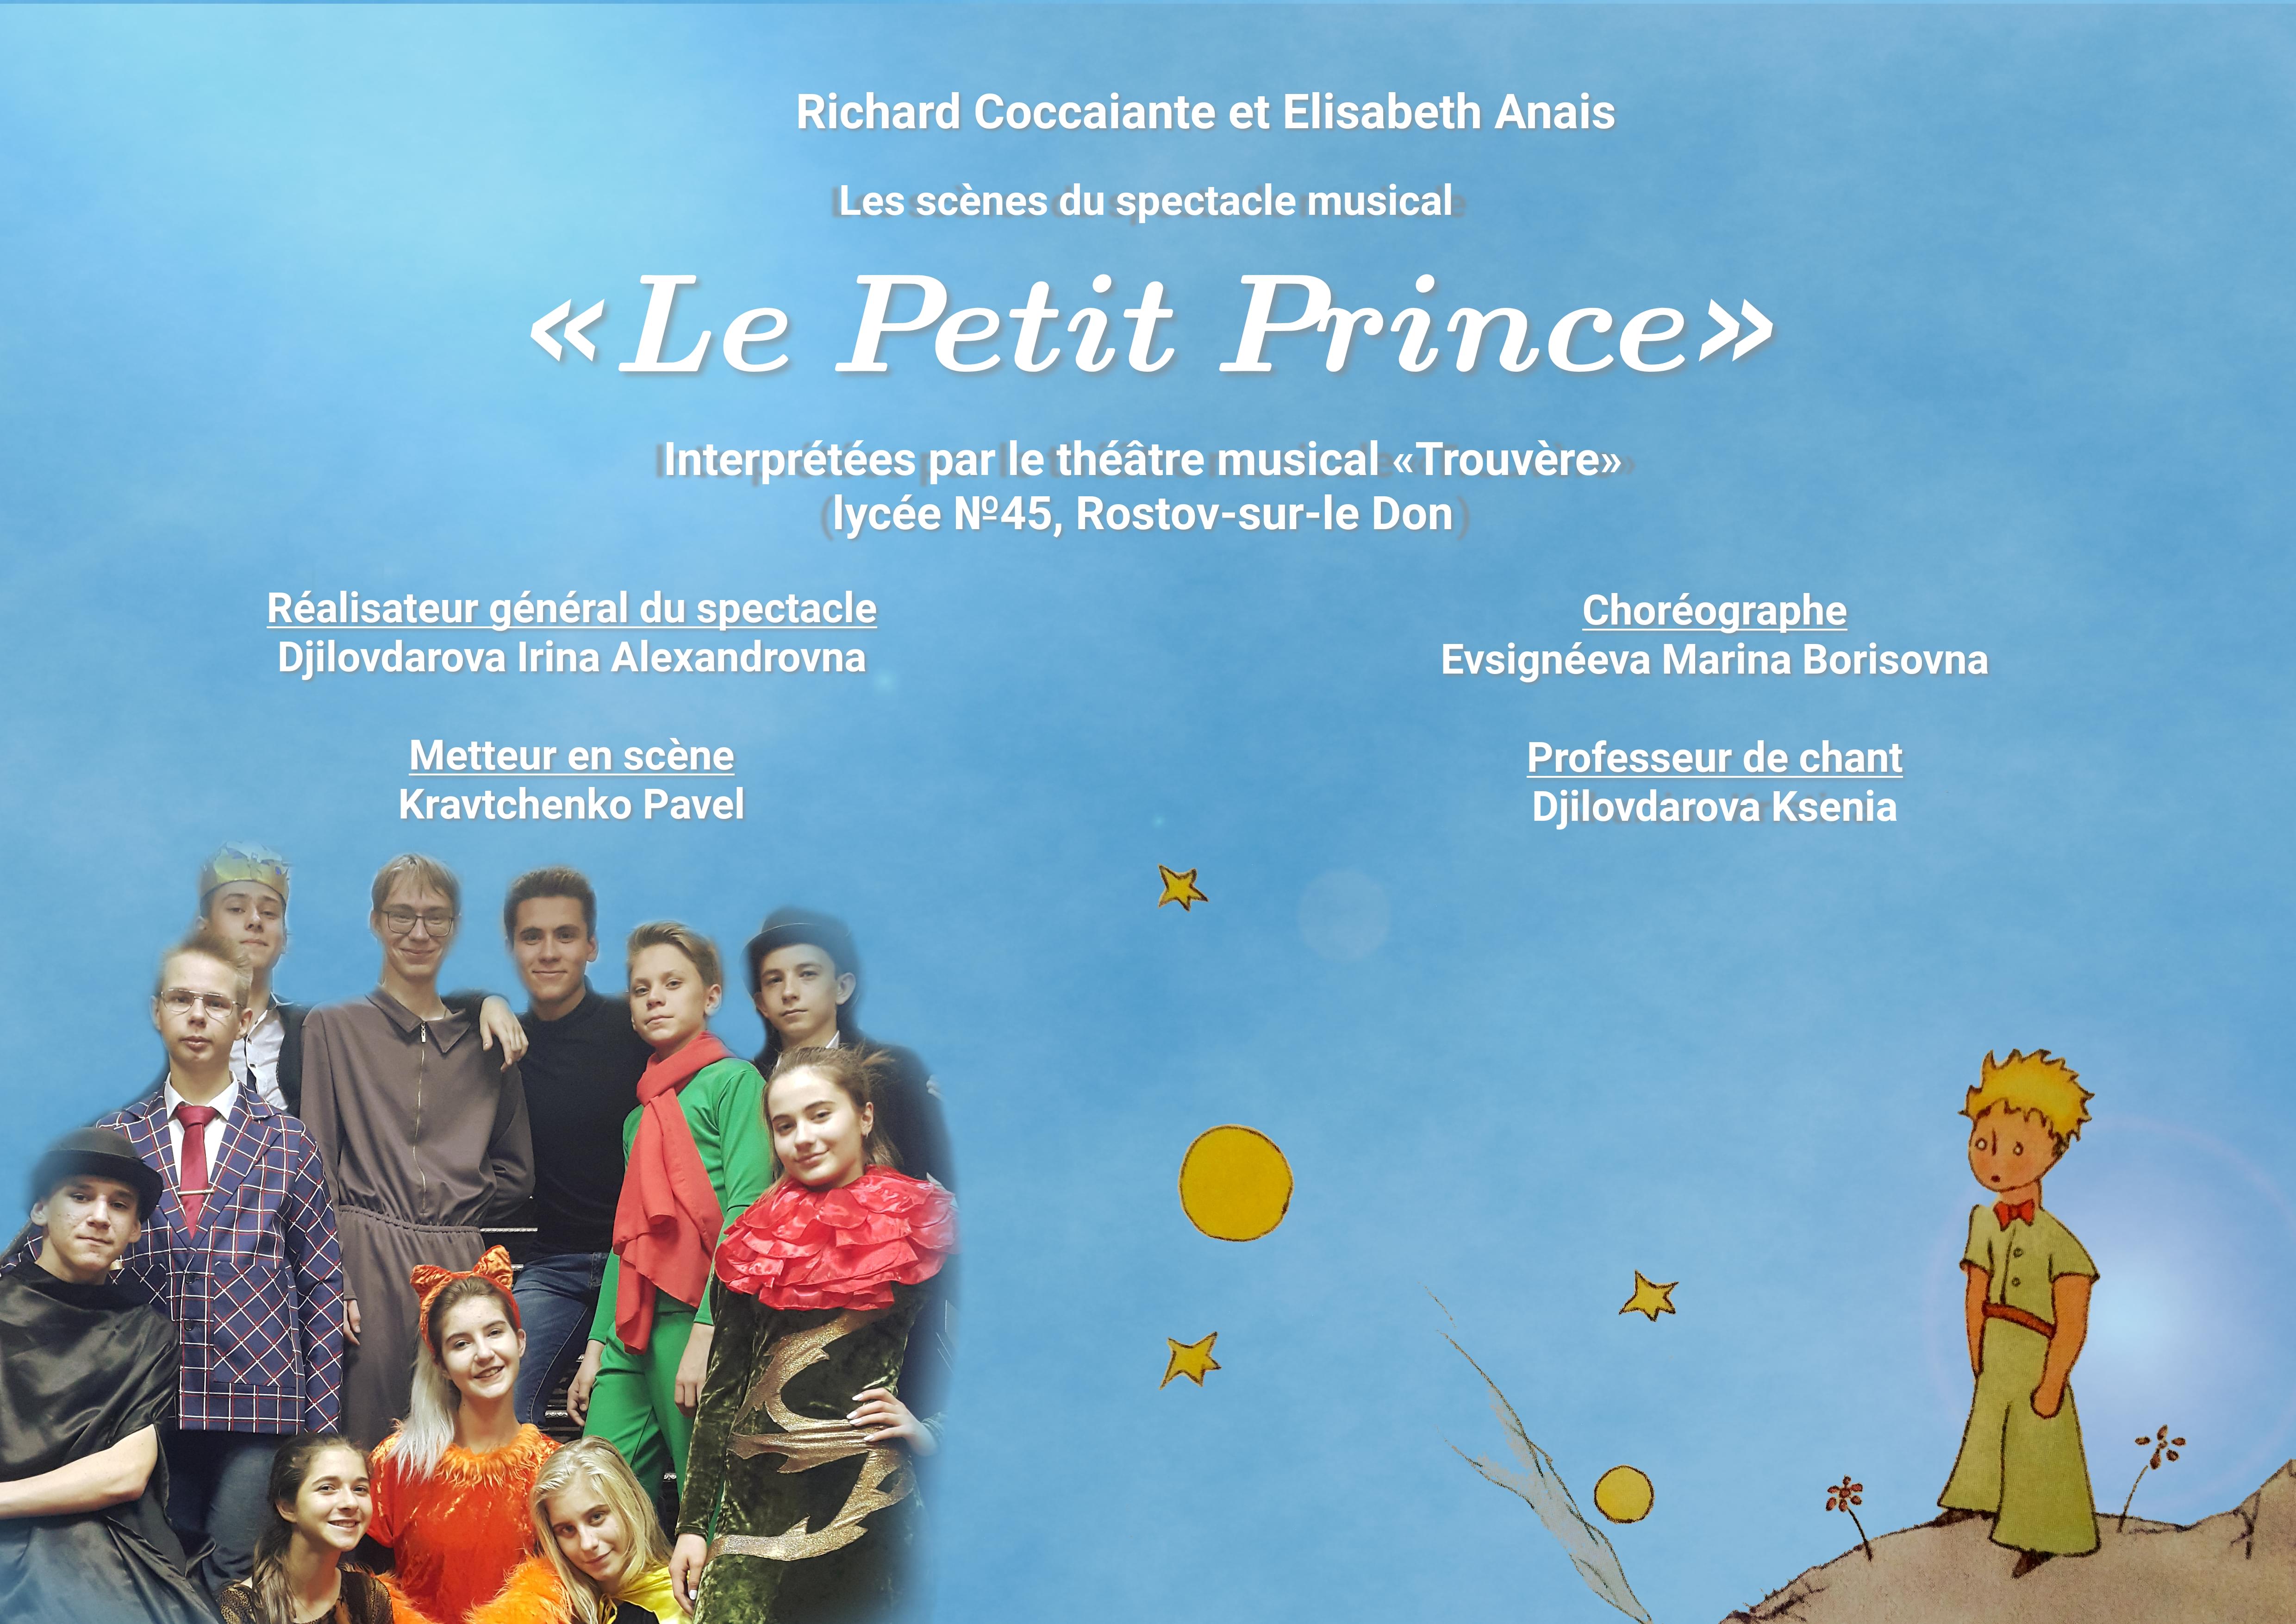 Richard Coccaiante et Elisabeth Anais
Les scènes du spectacle musical
«Le Petit Prince»
Interprétées par le théâtre musical «Trouvère»
(lycée №45, Rostov-sur-le Don)
Réalisateur général du spectacle
Djilovdarova Irina Alexandrovna
Metteur en scène
Kravtchenko Pavel
Choréographe
Evsignéeva Marina Borisovna
Professeur de chant
Djilovdarova Ksenia